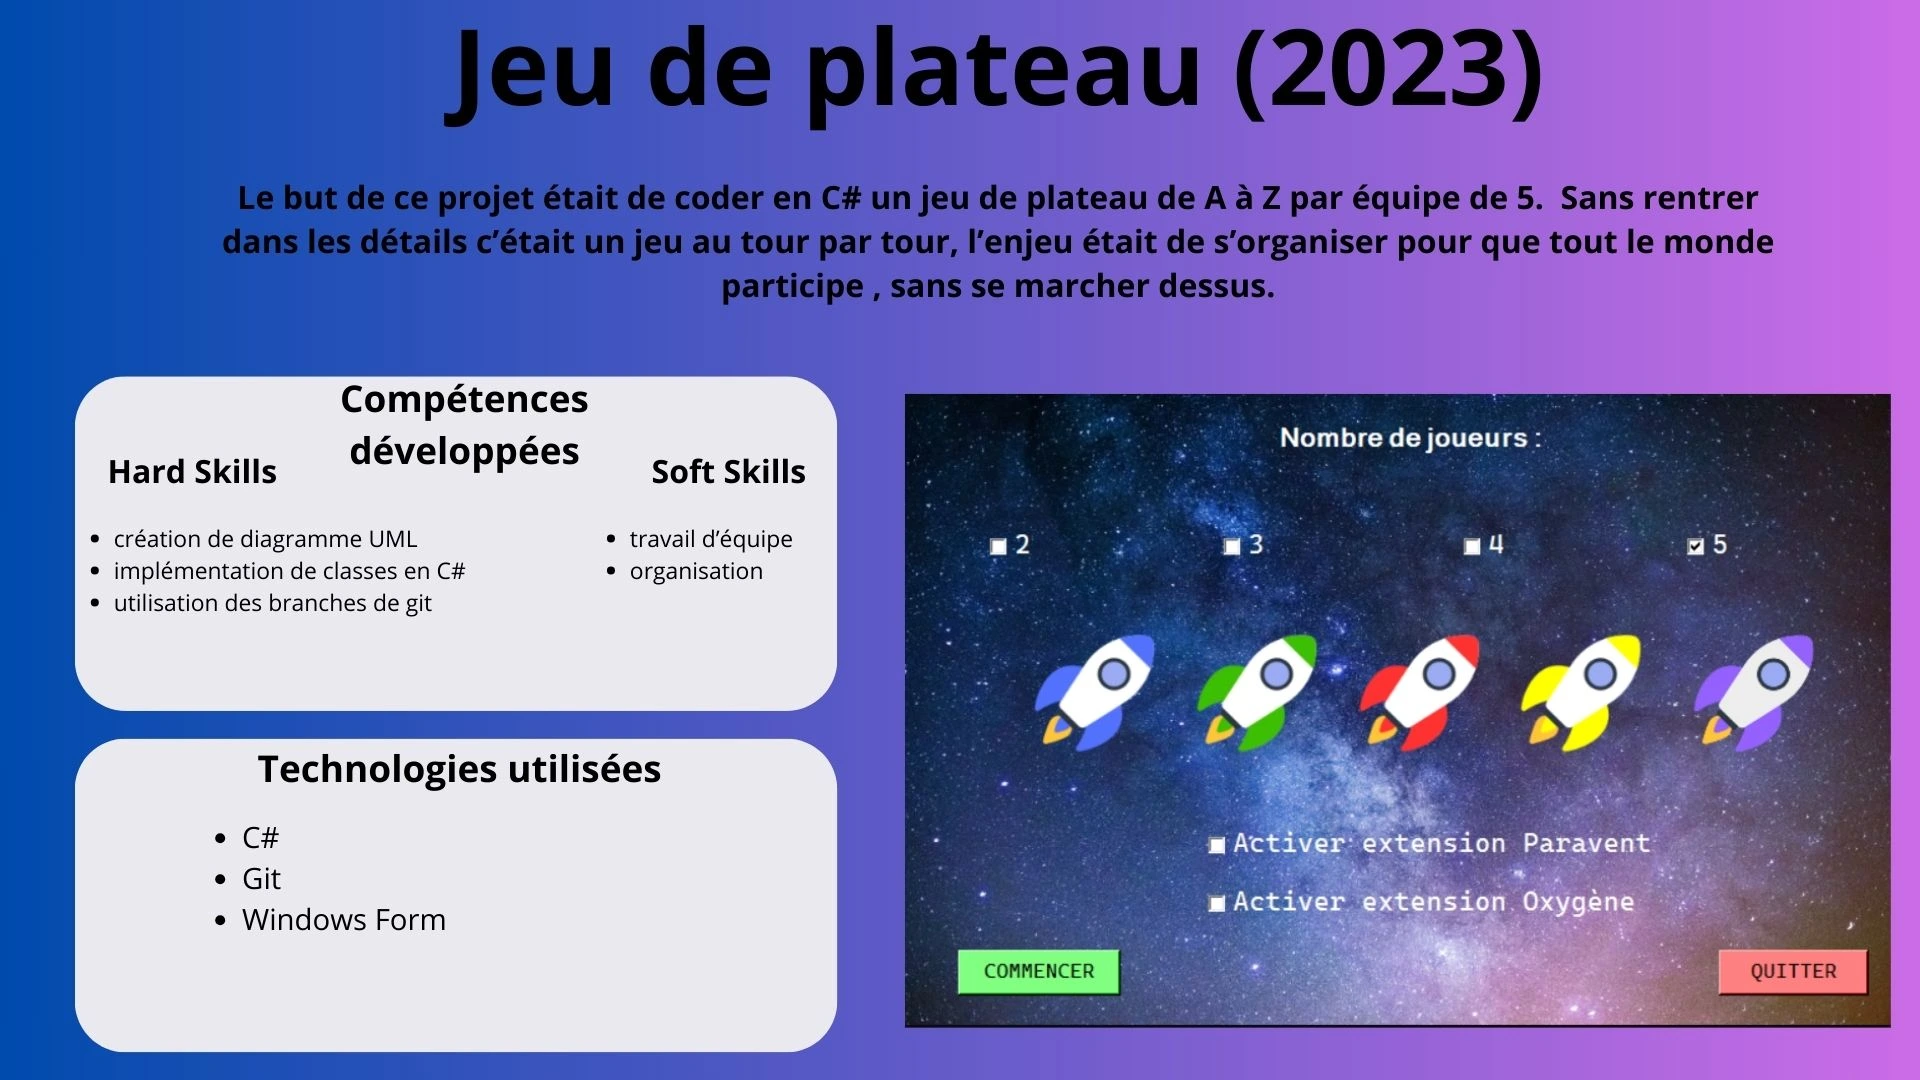 Jeu de plateau (2023)
Le but de ce projet était de coder en C# un jeu de plateau de A à Z par équipe de 5.  Sans rentrer
dans les détails c’était un jeu au tour par tour, l’enjeu était de s’organiser pour que tout le monde
participe , sans se marcher dessus.
Compétences
développées
Hard Skills
• création de diagramme UML
• implémentation de classes en C#
• utilisation des branches de git
Soft Skills
• travail d’équipe
• organisation
Technologies utilisées
• C#
• Git
• Windows Form
Nombre de joueurs :
2 3 4 5
Activer extension Paravent
Activer extension Oxygène
COMMENCER QUITTER